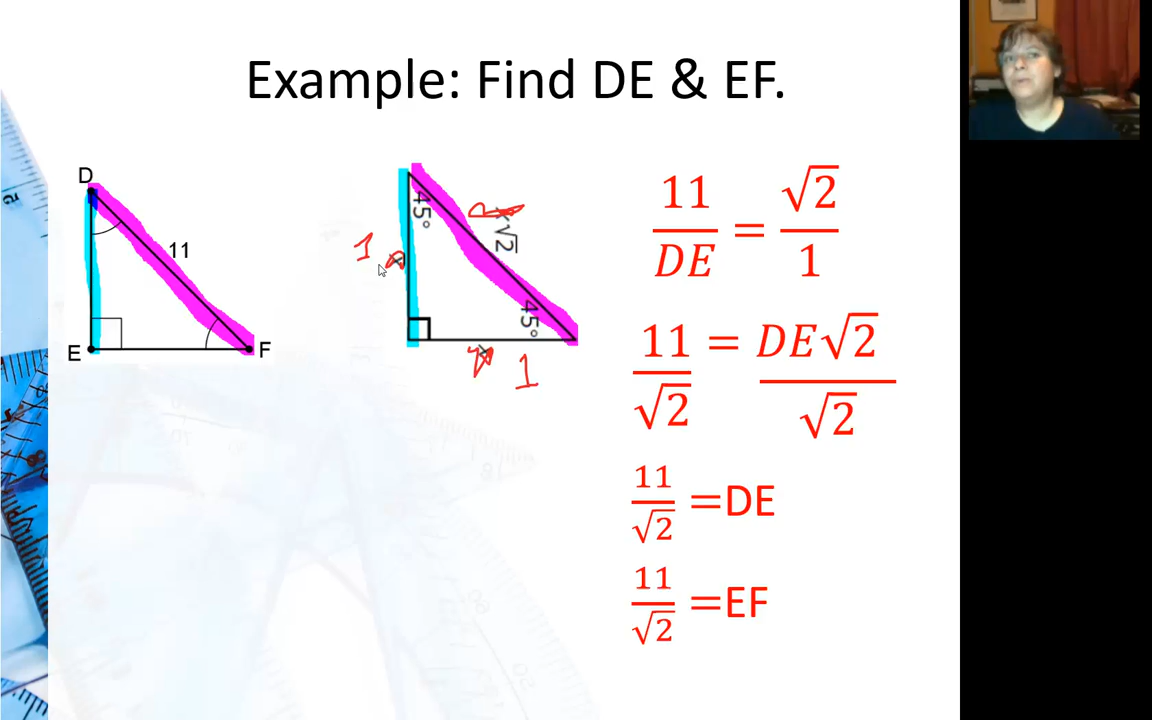 Example: Find DE & EF.
D
11
E
F
45°
√2
1
45°
1
11/DE = √2/1
11/√2 = DE√2/√2
11/√2 =DE
11/√2 =EF